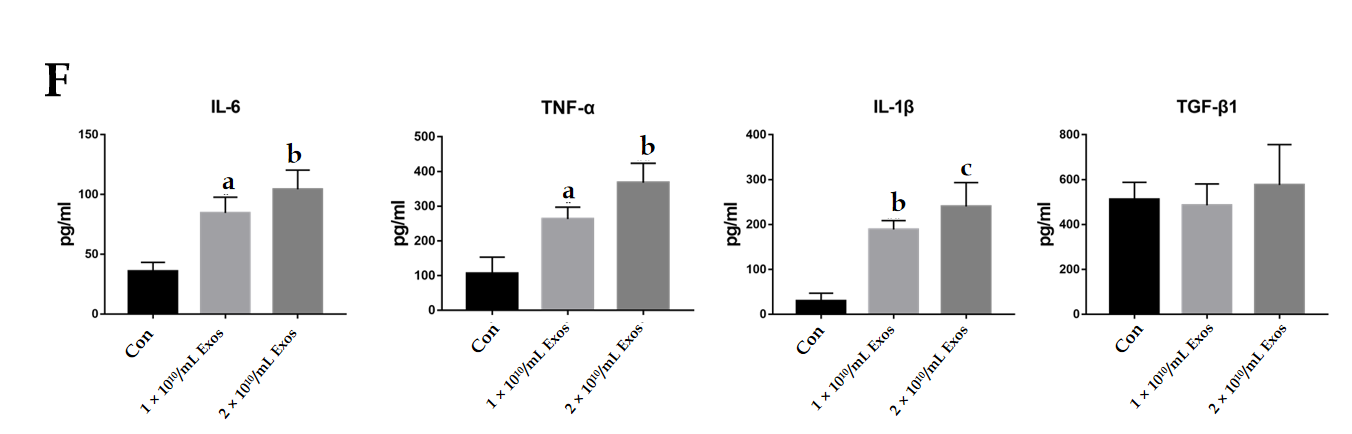 F
IL-6
TNF-α
IL-1β
TGF-β1
pg/ml
150
100
50
0
a
b
Con
1 × 10¹⁰/mL Exos
2 × 10¹⁰/mL Exos
pg/ml
500
400
300
200
100
0
a
b
Con
1 × 10¹⁰/mL Exos
2 × 10¹⁰/mL Exos
pg/ml
400
300
200
100
0
b
c
Con
1 × 10¹⁰/mL Exos
2 × 10¹⁰/mL Exos
pg/ml
800
600
400
200
0
Con
1 × 10¹⁰/mL Exos
2 × 10¹⁰/mL Exos